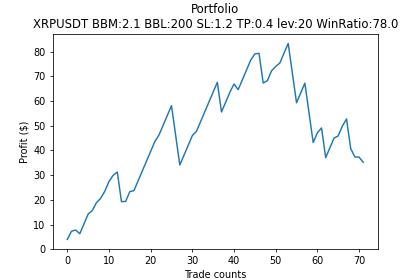 Portfolio
XRPUSDT BBM:2.1 BBL:200 SL:1.2 TP:0.4 lev:20 WinRatio:78.0
Profit ($)
80
70
60
50
40
30
20
10
0
0 10 20 30 40 50 60 70
Trade counts